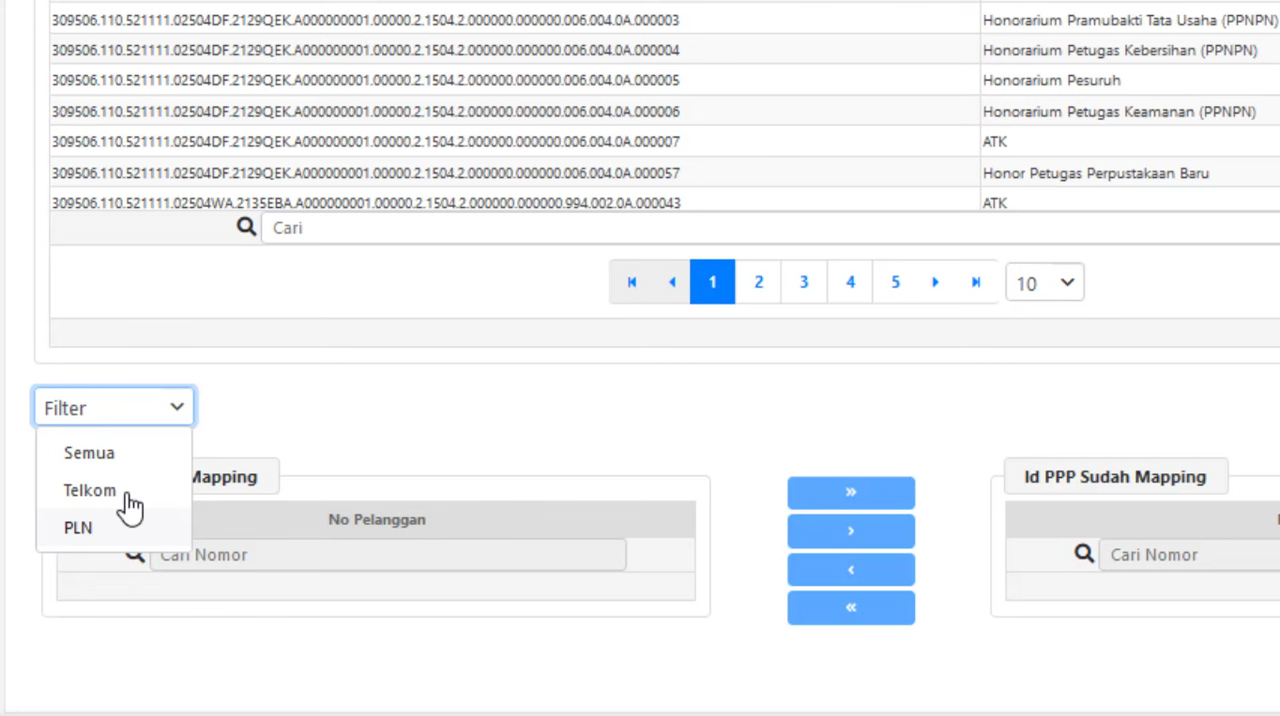 309506.110.521111.02504DF.2129QEK.A000000001.00000.2.1504.2.000000.000000.006.004.0A.000003 Honorarium Pramubakti Tata Usaha (PPNPN)
309506.110.521111.02504DF.2129QEK.A000000001.00000.2.1504.2.000000.000000.006.004.0A.000004 Honorarium Petugas Kebersihan (PPNPN)
309506.110.521111.02504DF.2129QEK.A000000001.00000.2.1504.2.000000.000000.006.004.0A.000005 Honorarium Pesuruh
309506.110.521111.02504DF.2129QEK.A000000001.00000.2.1504.2.000000.000000.006.004.0A.000006 Honorarium Petugas Keamanan (PPNPN)
309506.110.521111.02504DF.2129QEK.A000000001.00000.2.1504.2.000000.000000.006.004.0A.000007 ATK
309506.110.521111.02504DF.2129QEK.A000000001.00000.2.1504.2.000000.000000.006.004.0A.000057 Honor Petugas Perpustakaan Baru
309506.110.521111.02504WA.2135EBA.A000000001.00000.2.1504.2.000000.000000.994.002.0A.000043 ATK
Cari
1 2 3 4 5 10
Filter
Semua
Telkom
PLN
Mapping
Id PPP Sudah Mapping
No Pelanggan
Cari Nomor
Cari Nomor
»
›
‹
«